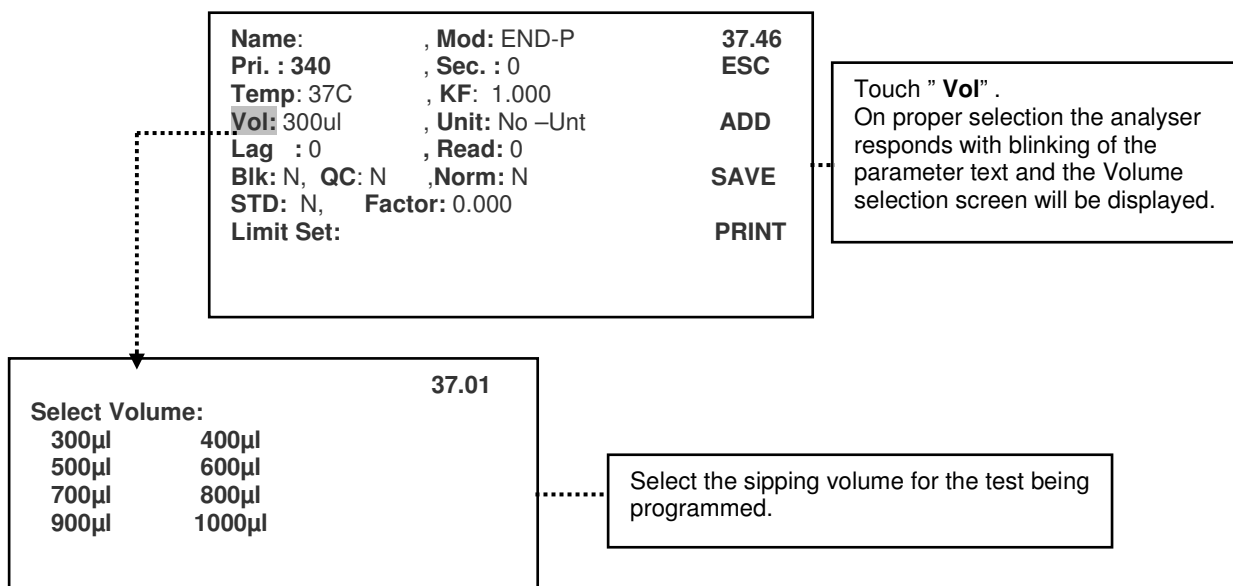 Name: , Mod: END-P 37.46
Pri. : 340 , Sec. : 0 ESC
Temp: 37C , KF: 1.000
Vol: 300ul , Unit: No –Unt ADD
Lag : 0 , Read: 0
Blk: N, QC: N ,Norm: N SAVE
STD: N, Factor: 0.000
Limit Set: PRINT
Touch ” Vol” .
On proper selection the analyser
responds with blinking of the
parameter text and the Volume
selection screen will be displayed.
37.01
Select Volume:
300µl 400µl
500µl 600µl
700µl 800µl
900µl 1000µl
Select the sipping volume for the test being
programmed.